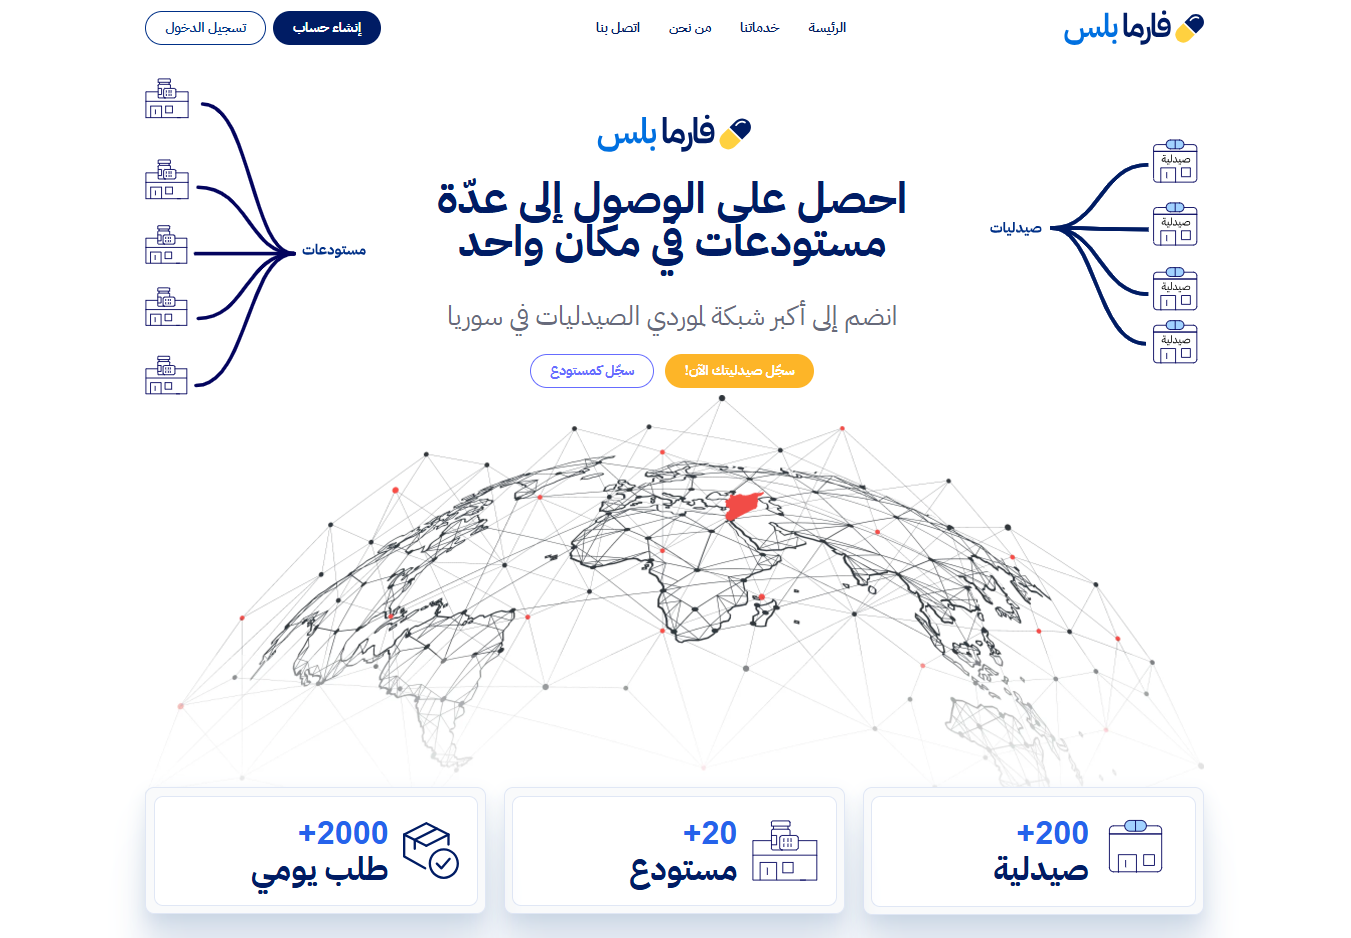 فارما بلس
الرئيسة
خدماتنا
من نحن
اتصل بنا
إنشاء حساب
تسجيل الدخول
فارما بلس
احصل على الوصول إلى عدّة
مستودعات في مكان واحد
انضم إلى أكبر شبكة لموردي الصيدليات في سوريا
سجّل صيدليتك الآن!
سجّل كمستودع
صيدلية
صيدلية
صيدلية
صيدلية
صيدليات
مستودعات
+200
صيدلية
+20
مستودع
+2000
طلب يومي